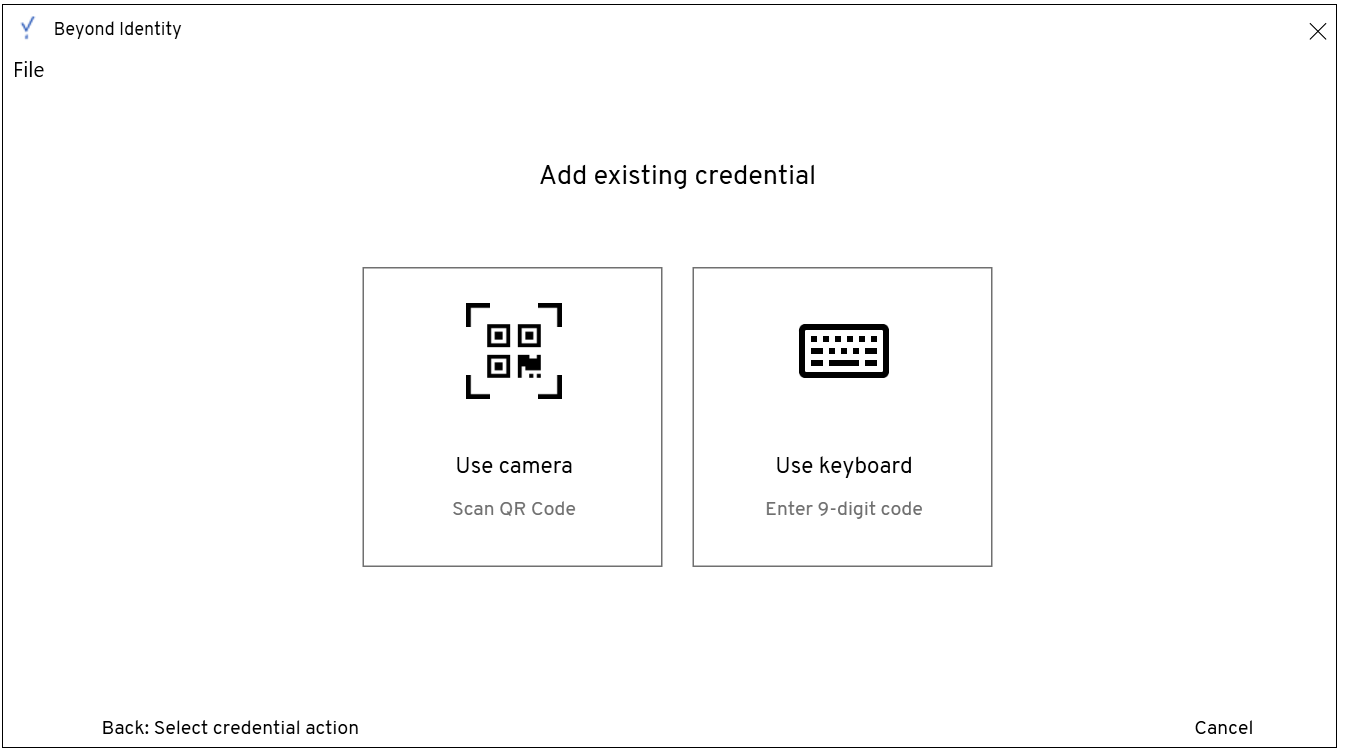 Beyond Identity
File
Add existing credential
Use camera
Scan QR Code
Use keyboard
Enter 9-digit code
Back: Select credential action
Cancel